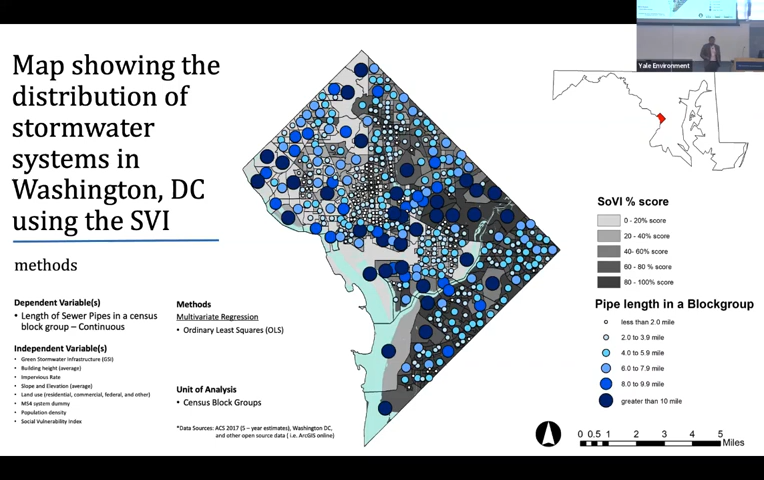 Yale Environment
Map showing the
distribution of
stormwater
systems in
Washington, DC
using the SVI
methods
Dependent Variable(s)
• Length of Sewer Pipes in a census
block group – Continuous
Independent Variable(s)
• Green Stormwater Infrastructure (GSI)
• Building height (average)
• Impervious Rate
• Slope and Elevation (average)
• Land use (residential, commercial, federal, and other)
• MS4 system dummy
• Population density
• Social Vulnerability Index
Methods
Multivariate Regression
• Ordinary Least Squares (OLS)
Unit of Analysis
• Census Block Groups
*Data Sources: ACS 2017 (5 – year estimates), Washington DC,
and other open source data ( i.e. ArcGIS online)
SoVI % score
0 - 20% score
20 - 40% score
40- 60% score
60 - 80 % score
80 - 100% score
Pipe length in a Blockgroup
less than 2.0 mile
2.0 to 3.9 mile
4.0 to 5.9 mile
6.0 to 7.9 mile
8.0 to 9.9 mile
greater than 10 mile
0 0.5 1 2 3 4 5
Miles